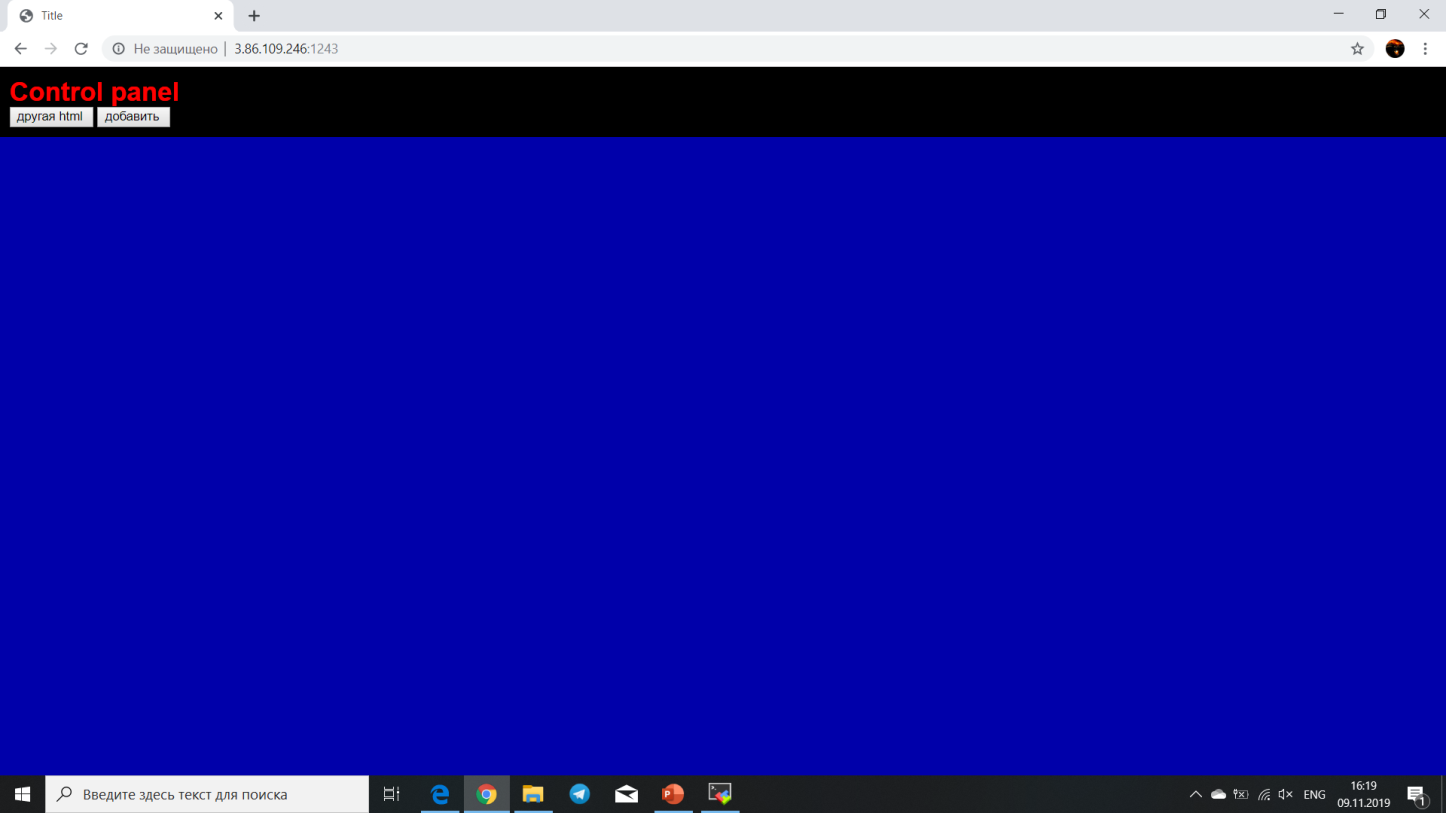 Title
Не защищено | 3.86.109.246:1243
Control panel
другая html добавить
Введите здесь текст для поиска
ENG
16:19
09.11.2019
1